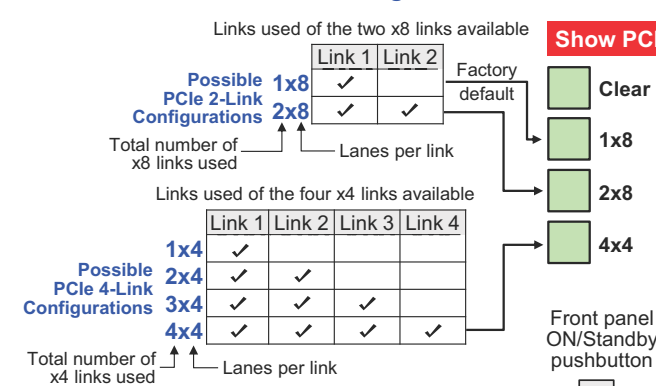 Links used of the two x8 links available
Link 1 Link 2
Possible PCIe 2-Link Configurations
1x8 ✓
2x8 ✓ ✓
Factory default
Total number of x8 links used
Lanes per link
Show PCI
Clear
1x8
2x8
4x4
Links used of the four x4 links available
Link 1 Link 2 Link 3 Link 4
Possible PCIe 4-Link Configurations
1x4 ✓
2x4 ✓ ✓
3x4 ✓ ✓ ✓
4x4 ✓ ✓ ✓ ✓
Total number of x4 links used
Lanes per link
Front panel
ON/Standby
pushbutton